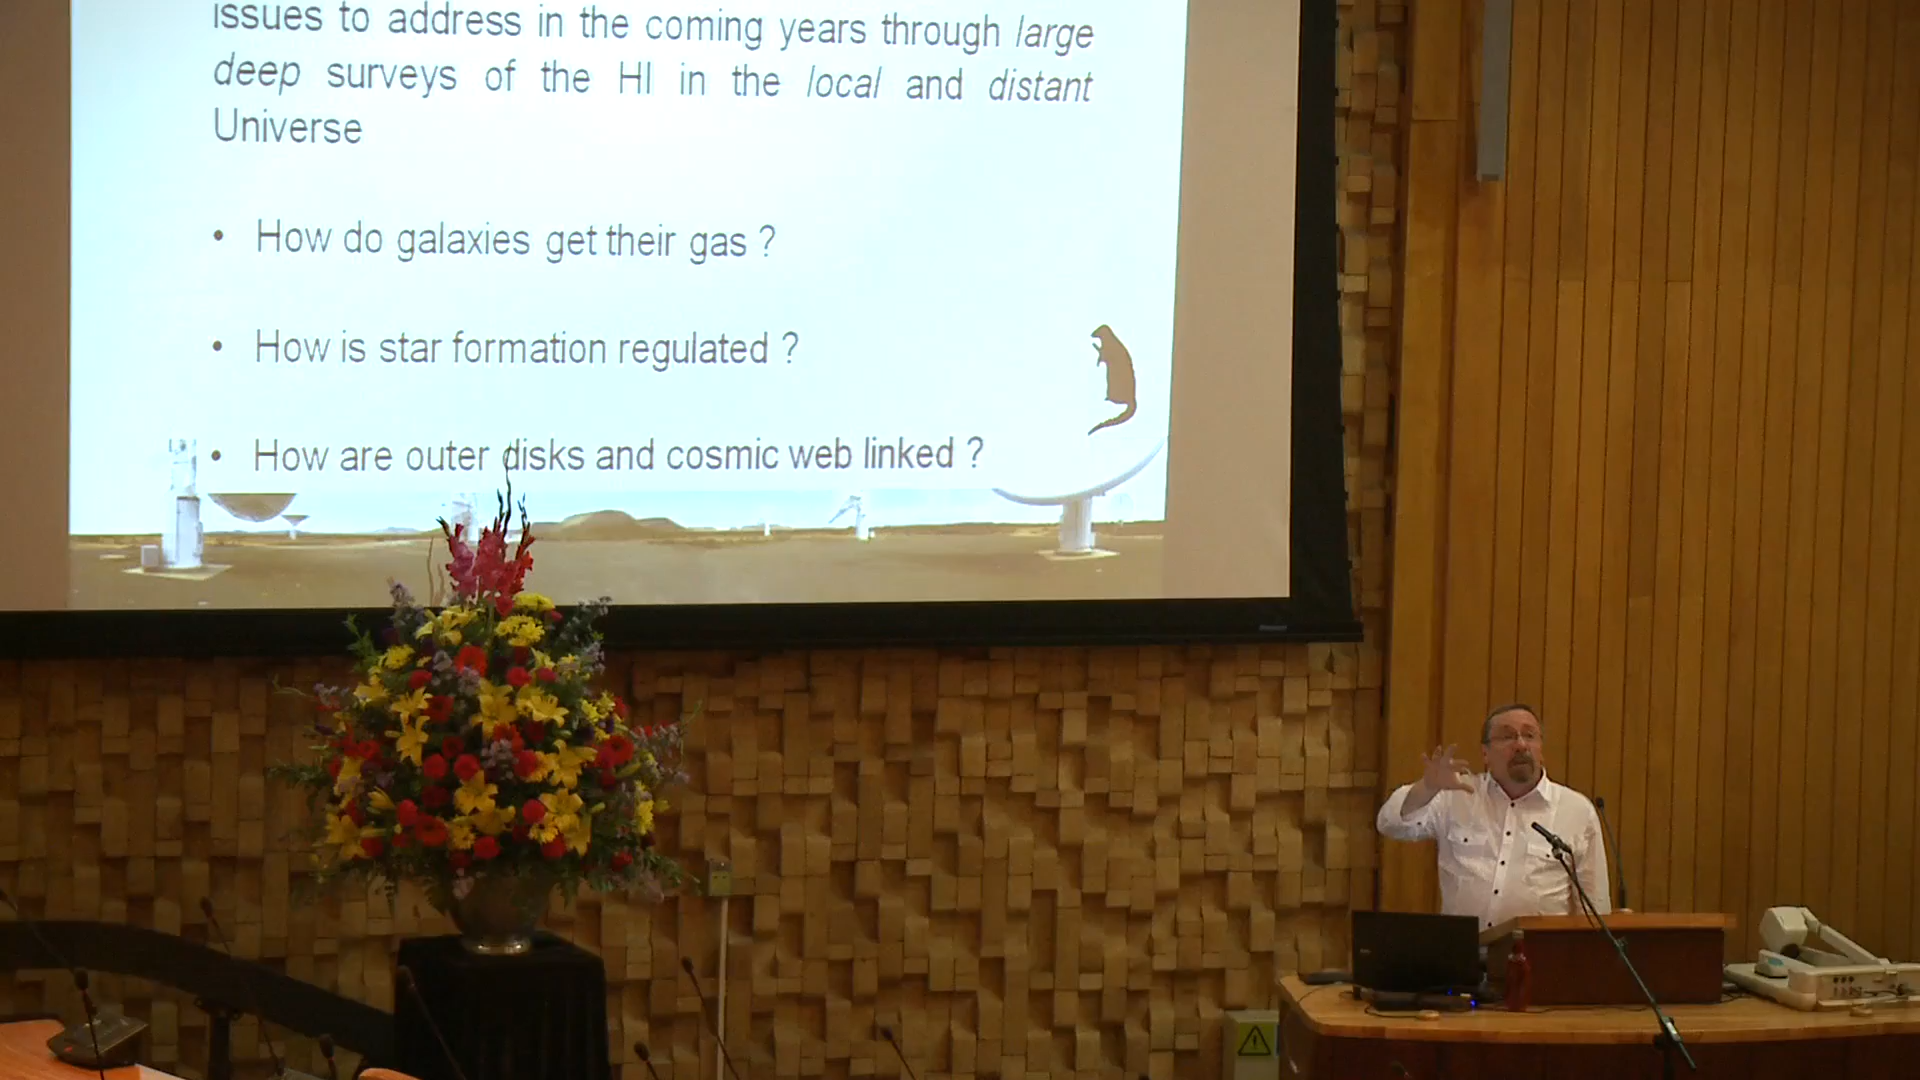 issues to address in the coming years through large
deep surveys of the HI in the local and distant
Universe
• How do galaxies get their gas ?
• How is star formation regulated ?
• How are outer disks and cosmic web linked ?